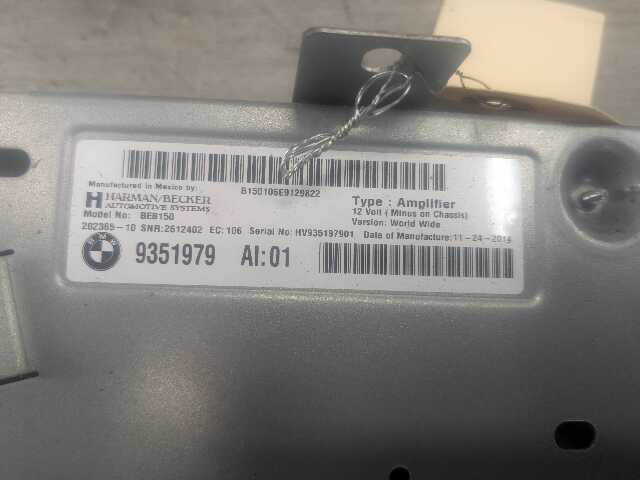 B150106E9129822
Manufactured in Mexico by:
HARMAN/BECKER
AUTOMOTIVE SYSTEMS
Model No: BE8150
Type : Amplifier
12 Volt ( Minus on Chassis)
Version: World Wide
262365-10 SNR:2612402 EC:106 Serial No: HV935197901 Date of Manufacture:11-24-2014
BMW
9351979 AI:01